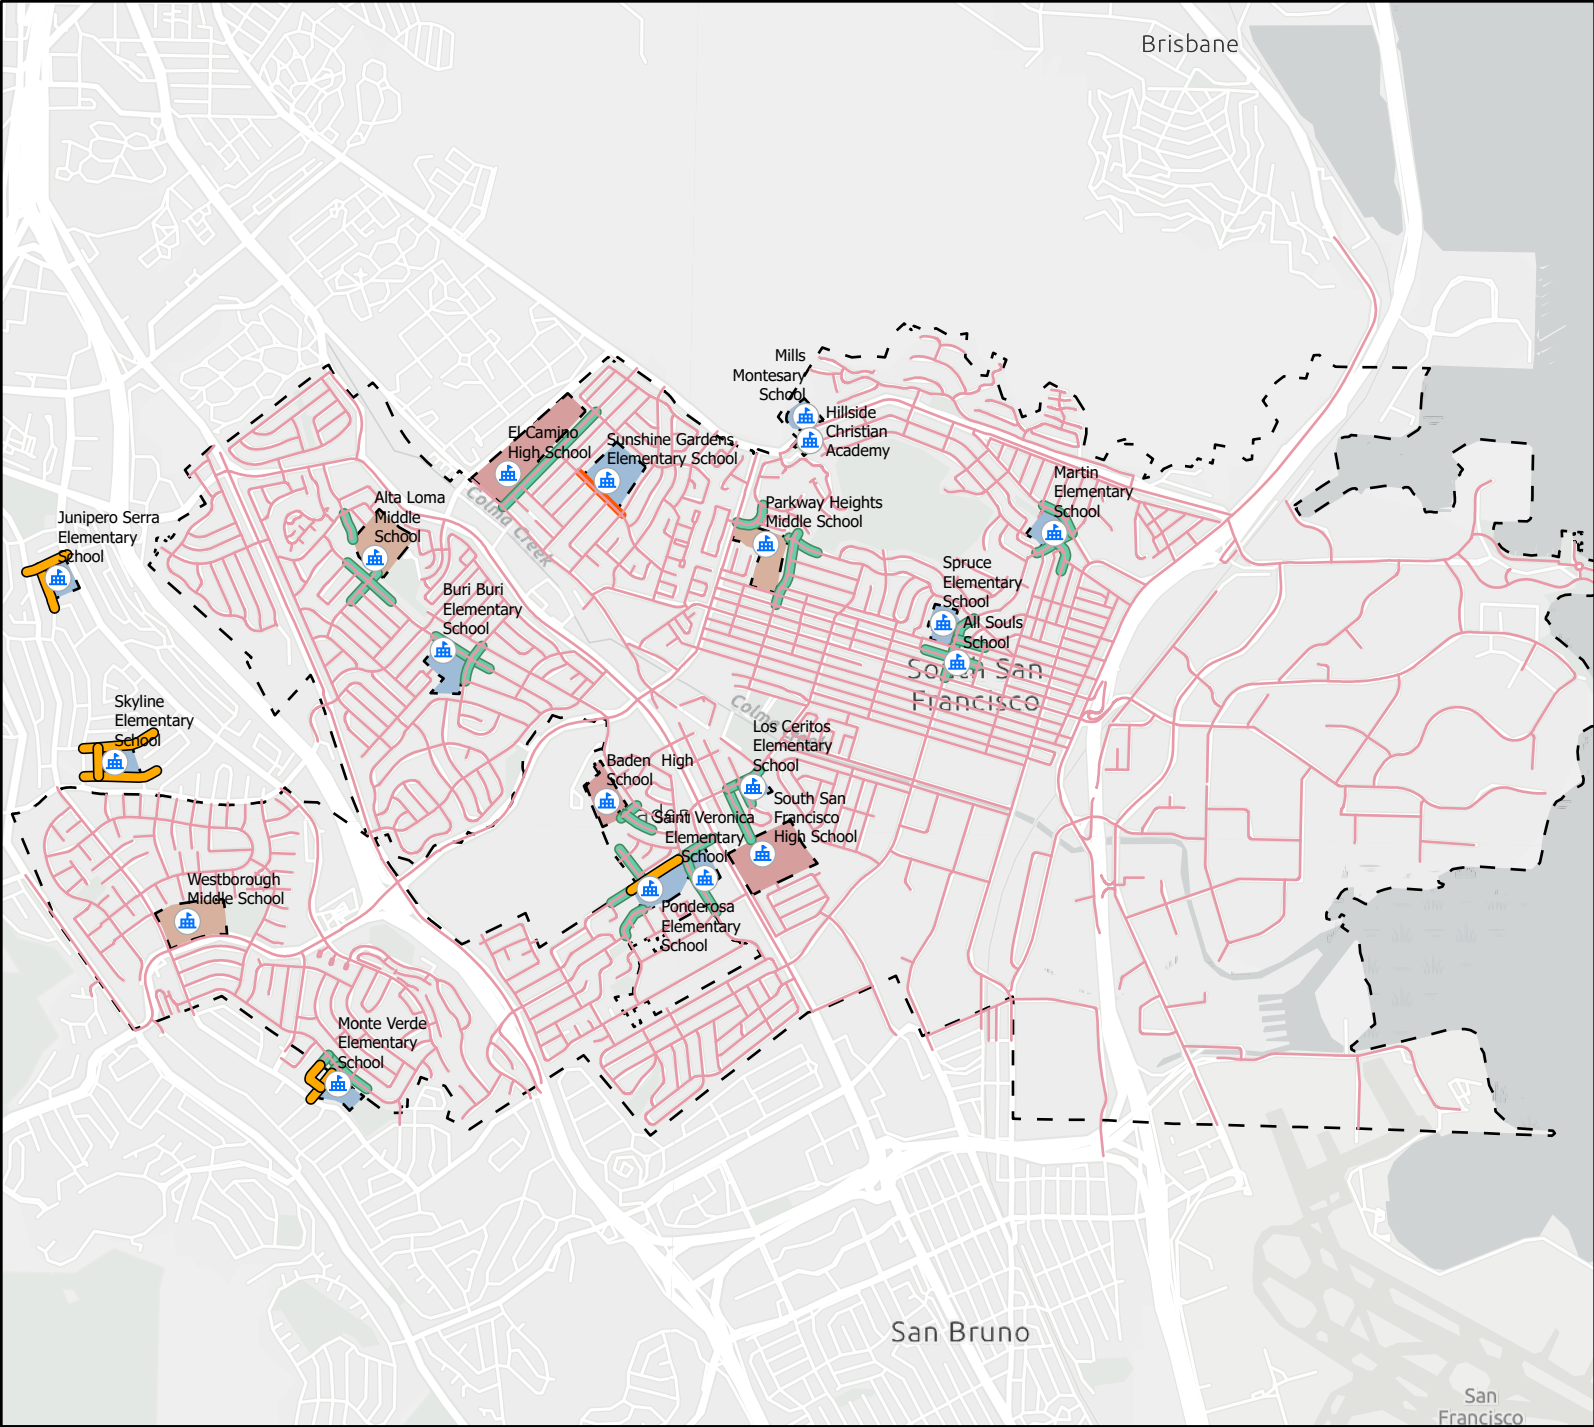 Brisbane
Mills
Montesary
School
Hillside
Christian
Academy
El Camino
High School
Sunshine Gardens
Elementary School
Martin
Elementary
School
Alta Loma
Middle
School
Colma Creek
Parkway Heights
Middle School
Junipero Serra
Elementary
School
Buri Buri
Elementary
School
Spruce
Elementary
School
All Souls
School
South San
Francisco
Skyline
Elementary
School
Colma
Los Ceritos
Elementary
School
Baden High
School
South San
Francisco
High School
Saint Veronica
Elementary
School
Westborough
Middle School
Ponderosa
Elementary
School
Monte Verde
Elementary
School
San Bruno
San
Francisco